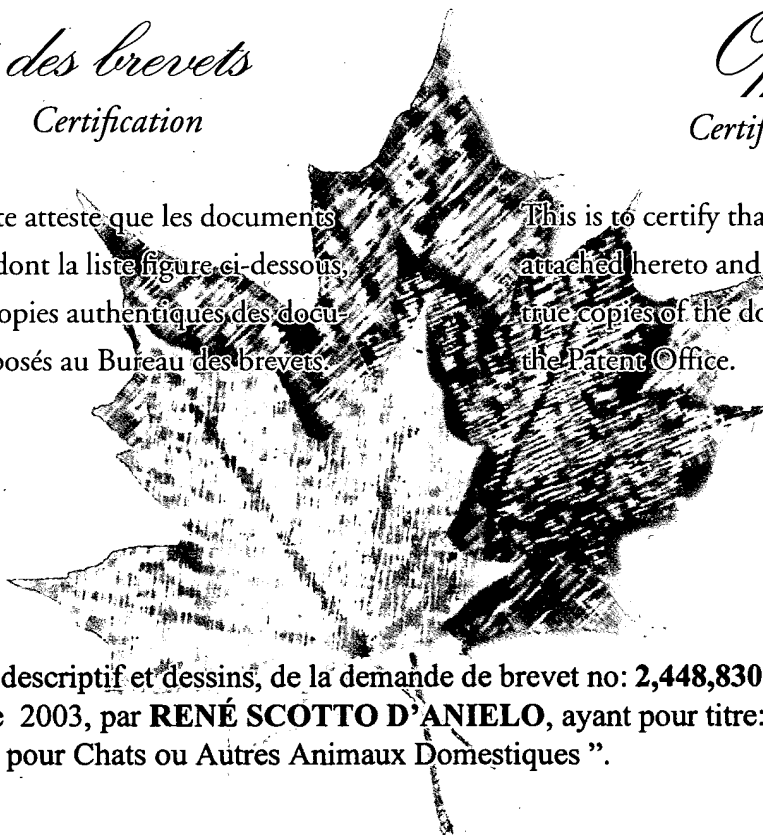 des brevets
Certification
te atteste que les documents
dont la liste figure ci-dessous,
opies authentiques des docu-
osés au Bureau des brevets.
Certif
This is to certify tha
attached hereto and
true copies of the do
the Patent Office.
descriptif et dessins, de la demande de brevet no: 2,448,830
e 2003, par RENÉ SCOTTO D'ANIELO, ayant pour titre:
pour Chats ou Autres Animaux Domestiques ”.